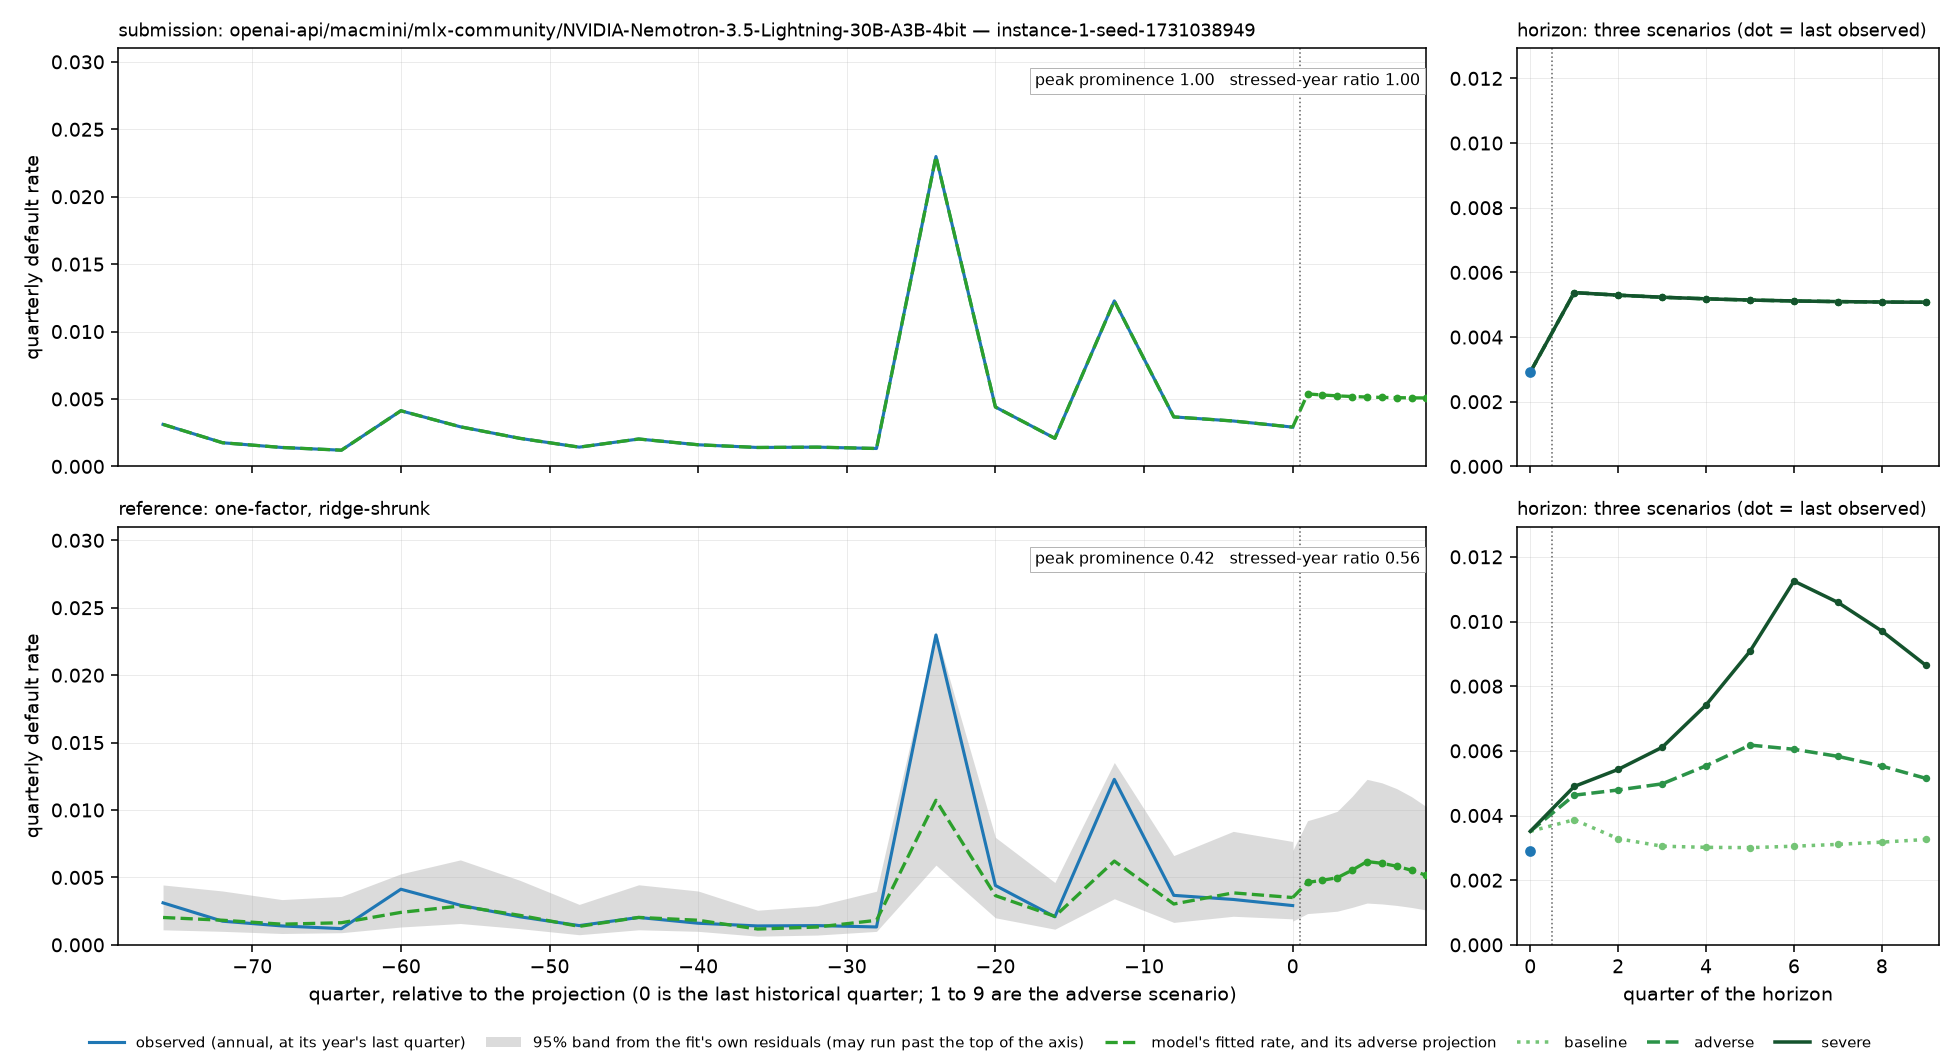 submission: openai-api/macmini/mlx-community/NVIDIA-Nemotron-3.5-Lightning-30B-A3B-4bit — instance-1-seed-1731038949
horizon: three scenarios (dot = last observed)
peak prominence 1.00 stressed-year ratio 1.00
quarterly default rate
0.030
0.025
0.020
0.015
0.010
0.005
0.000
0.012
0.010
0.008
0.006
0.004
0.002
0.000
reference: one-factor, ridge-shrunk
horizon: three scenarios (dot = last observed)
peak prominence 0.42 stressed-year ratio 0.56
quarterly default rate
0.030
0.025
0.020
0.015
0.010
0.005
0.000
−70 −60 −50 −40 −30 −20 −10 0
quarter, relative to the projection (0 is the last historical quarter; 1 to 9 are the adverse scenario)
0.012
0.010
0.008
0.006
0.004
0.002
0.000
0 2 4 6 8
quarter of the horizon
observed (annual, at its year's last quarter) 95% band from the fit's own residuals (may run past the top of the axis) model's fitted rate, and its adverse projection baseline adverse severe